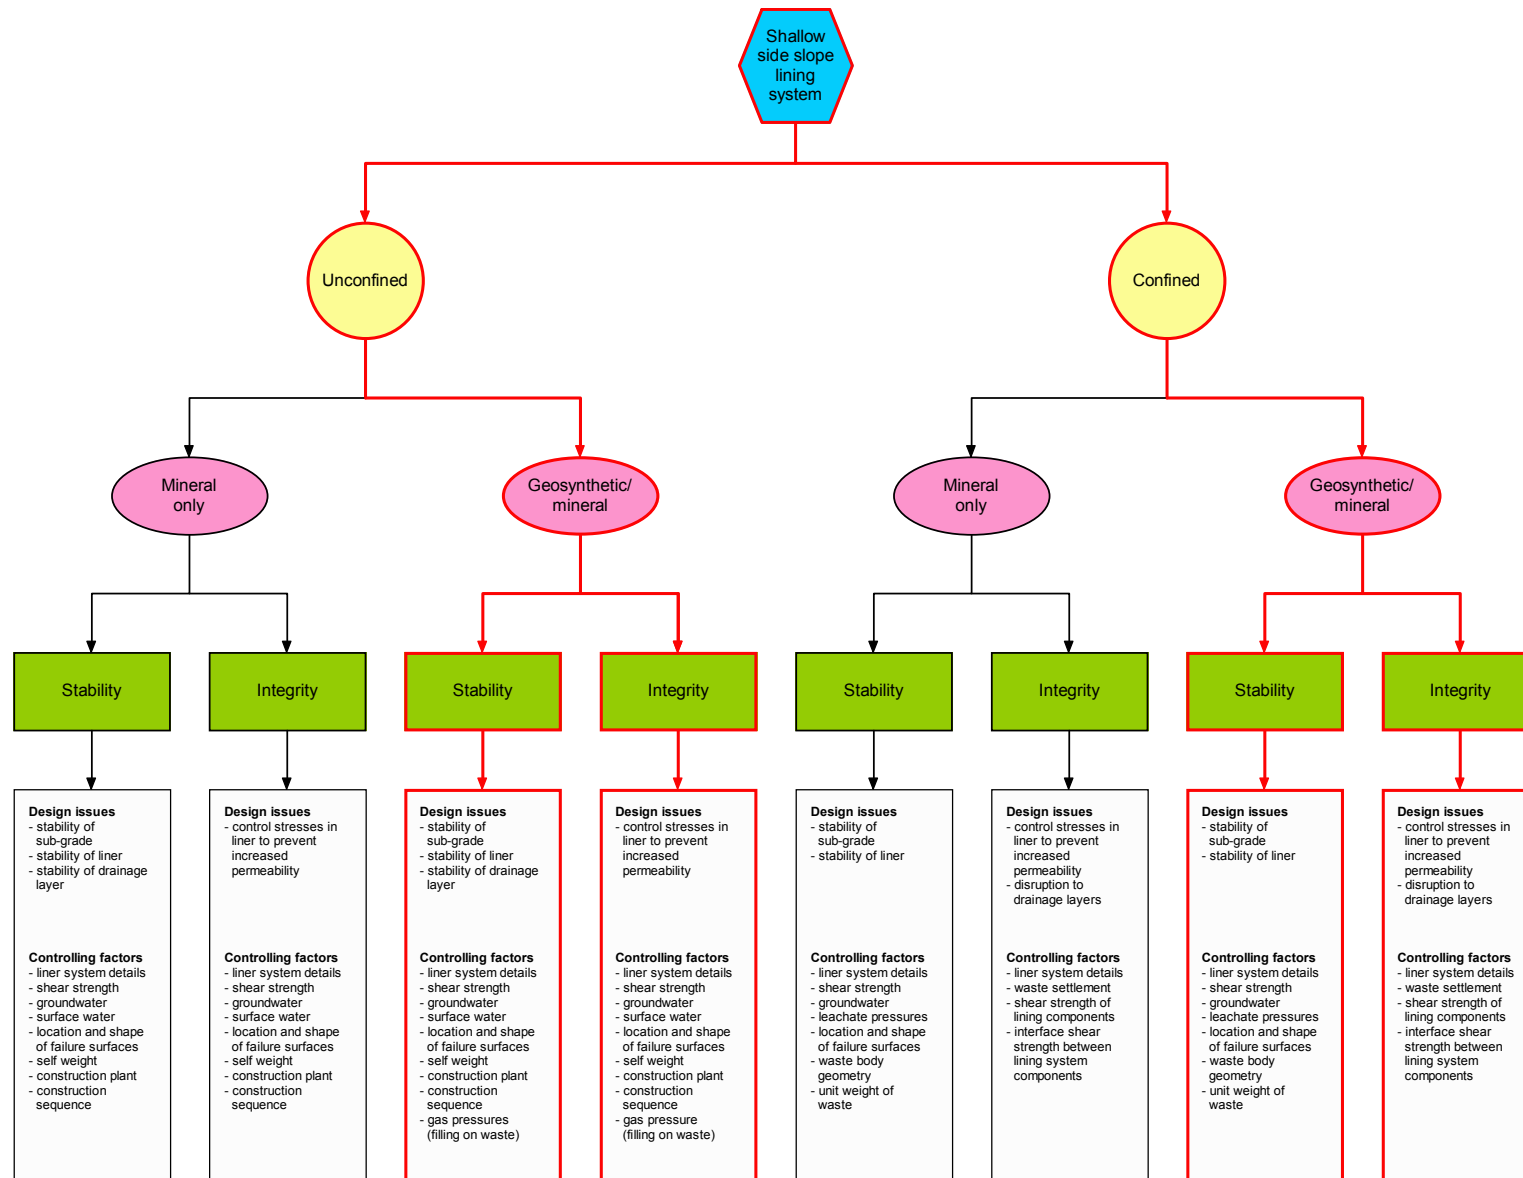 Shallow
side slope
lining
system
Unconfined
Confined
Mineral
only
Geosynthetic/
mineral
Mineral
only
Geosynthetic/
mineral
Stability
Integrity
Stability
Integrity
Stability
Integrity
Stability
Integrity
Design issues
- stability of
sub-grade
- stability of liner
- stability of drainage
layer
Controlling factors
- liner system details
- shear strength
- groundwater
- surface water
- location and shape
of failure surfaces
- self weight
- construction plant
- construction
sequence
Design issues
- control stresses in
liner to prevent
increased
permeability
Controlling factors
- liner system details
- shear strength
- groundwater
- surface water
- location and shape
of failure surfaces
- self weight
- construction plant
- construction
sequence
Design issues
- stability of
sub-grade
- stability of liner
- stability of drainage
layer
Controlling factors
- liner system details
- shear strength
- groundwater
- surface water
- location and shape
of failure surfaces
- self weight
- construction plant
- construction
sequence
- gas pressures
(filling on waste)
Design issues
- control stresses in
liner to prevent
increased
permeability
Controlling factors
- liner system details
- shear strength
- groundwater
- surface water
- location and shape
of failure surfaces
- self weight
- construction plant
- construction
sequence
- gas pressure
(filling on waste)
Design issues
- stability of
sub-grade
- stability of liner
Controlling factors
- liner system details
- shear strength
- groundwater
- leachate pressures
- location and shape
of failure surfaces
- waste body
geometry
- unit weight of
waste
Design issues
- control stresses in
liner to prevent
increased
permeability
- disruption to
drainage layers
Controlling factors
- liner system details
- waste settlement
- shear strength of
lining components
- interface shear
strength between
lining system
components
Design issues
- stability of
sub-grade
- stability of liner
Controlling factors
- liner system details
- shear strength
- groundwater
- leachate pressures
- location and shape
of failure surfaces
- waste body
geometry
- unit weight of
waste
Design issues
- control stresses in
liner to prevent
increased
permeability
- disruption to
drainage layers
Controlling factors
- liner system details
- waste settlement
- shear strength of
lining components
- interface shear
strength between
lining system
components